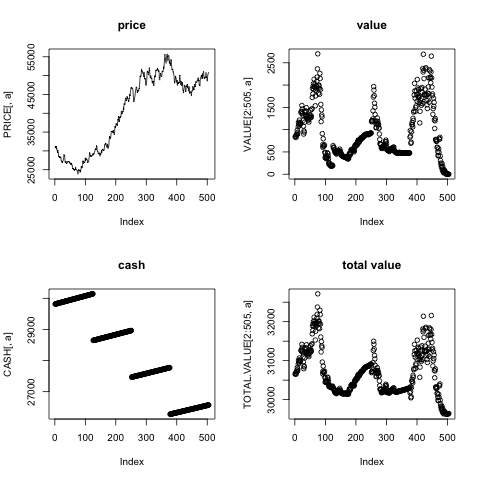 price
PRICE[, a]
25000 35000 45000 55000
0 100 200 300 400 500
Index
value
VALUE[2:505, a]
0 500 1500 2500
0 100 200 300 400 500
Index
cash
CASH[, a]
27000 29000
0 100 200 300 400 500
Index
total value
TOTAL.VALUE[2:505, a]
30000 31000 32000
0 100 200 300 400 500
Index